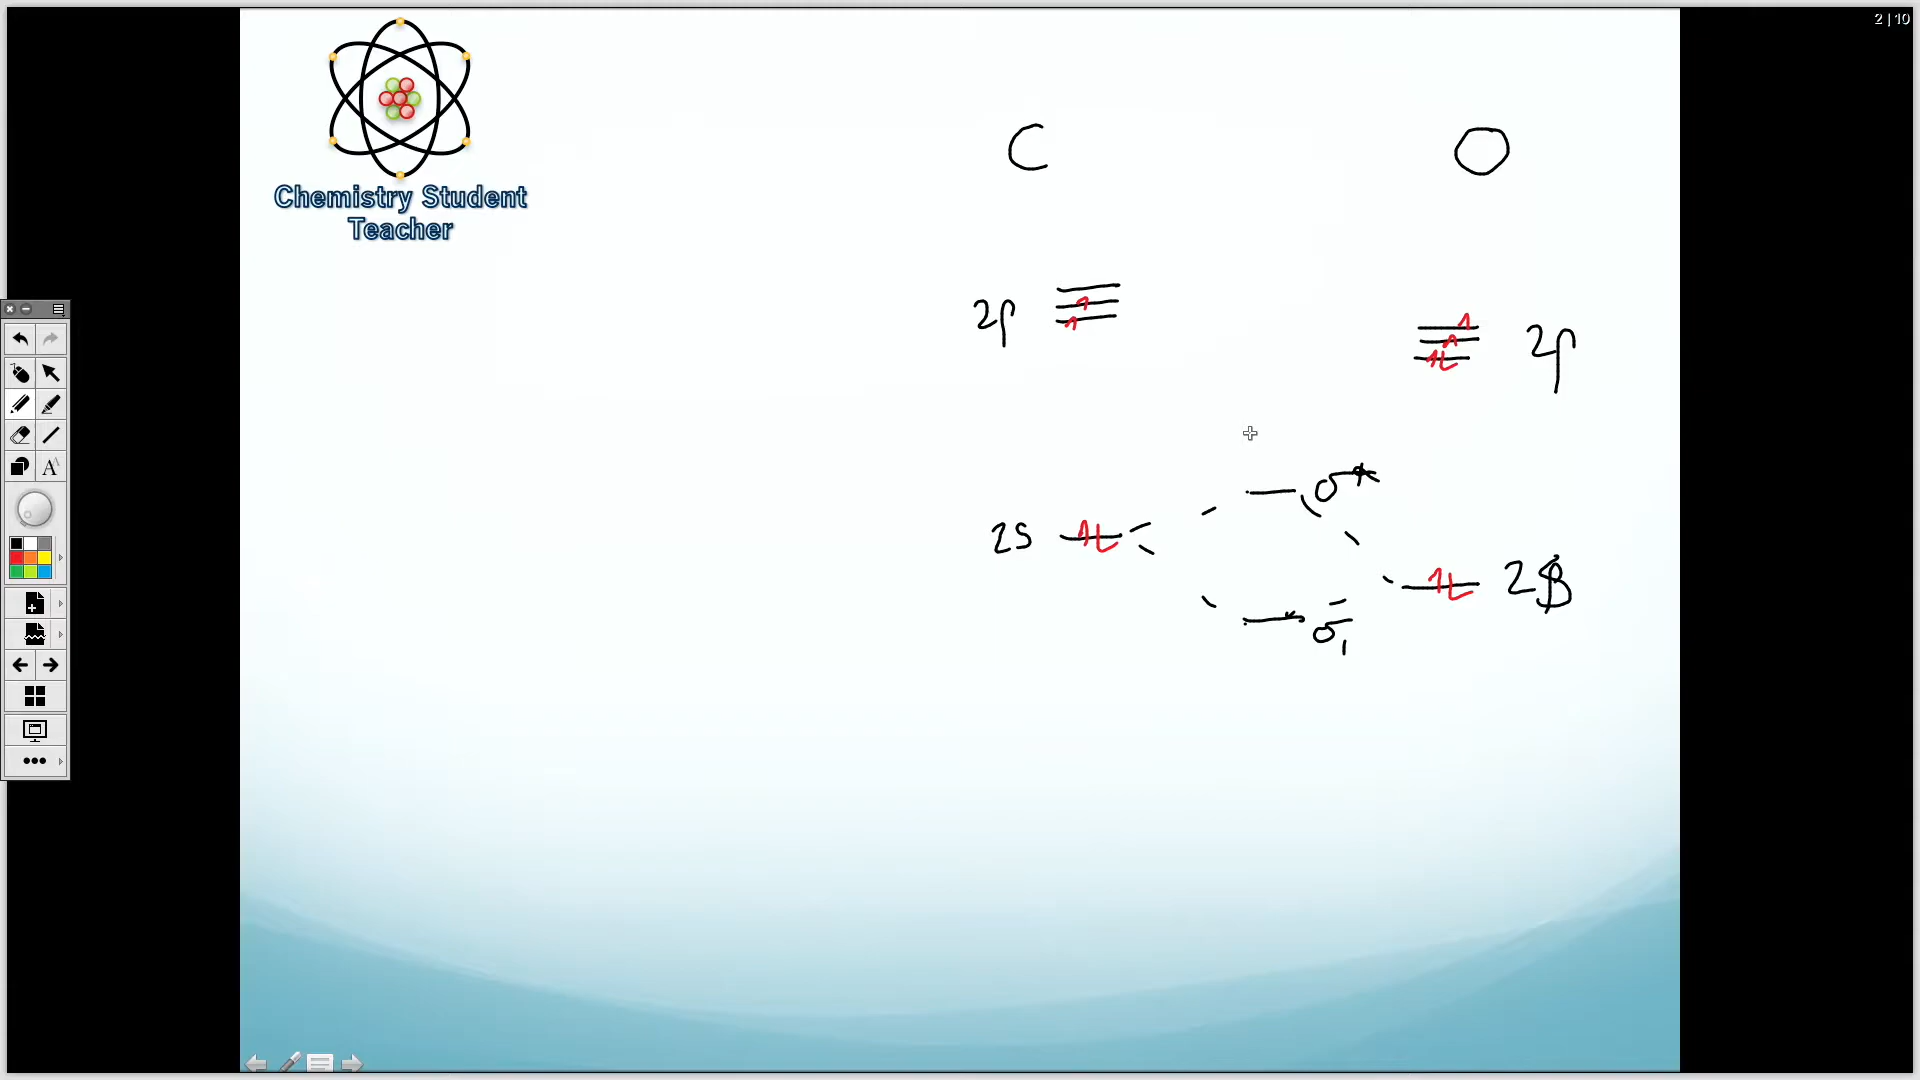 2 | 10
Chemistry Student
Teacher
C
O
2p
2p
σ*
2s
2s
σ